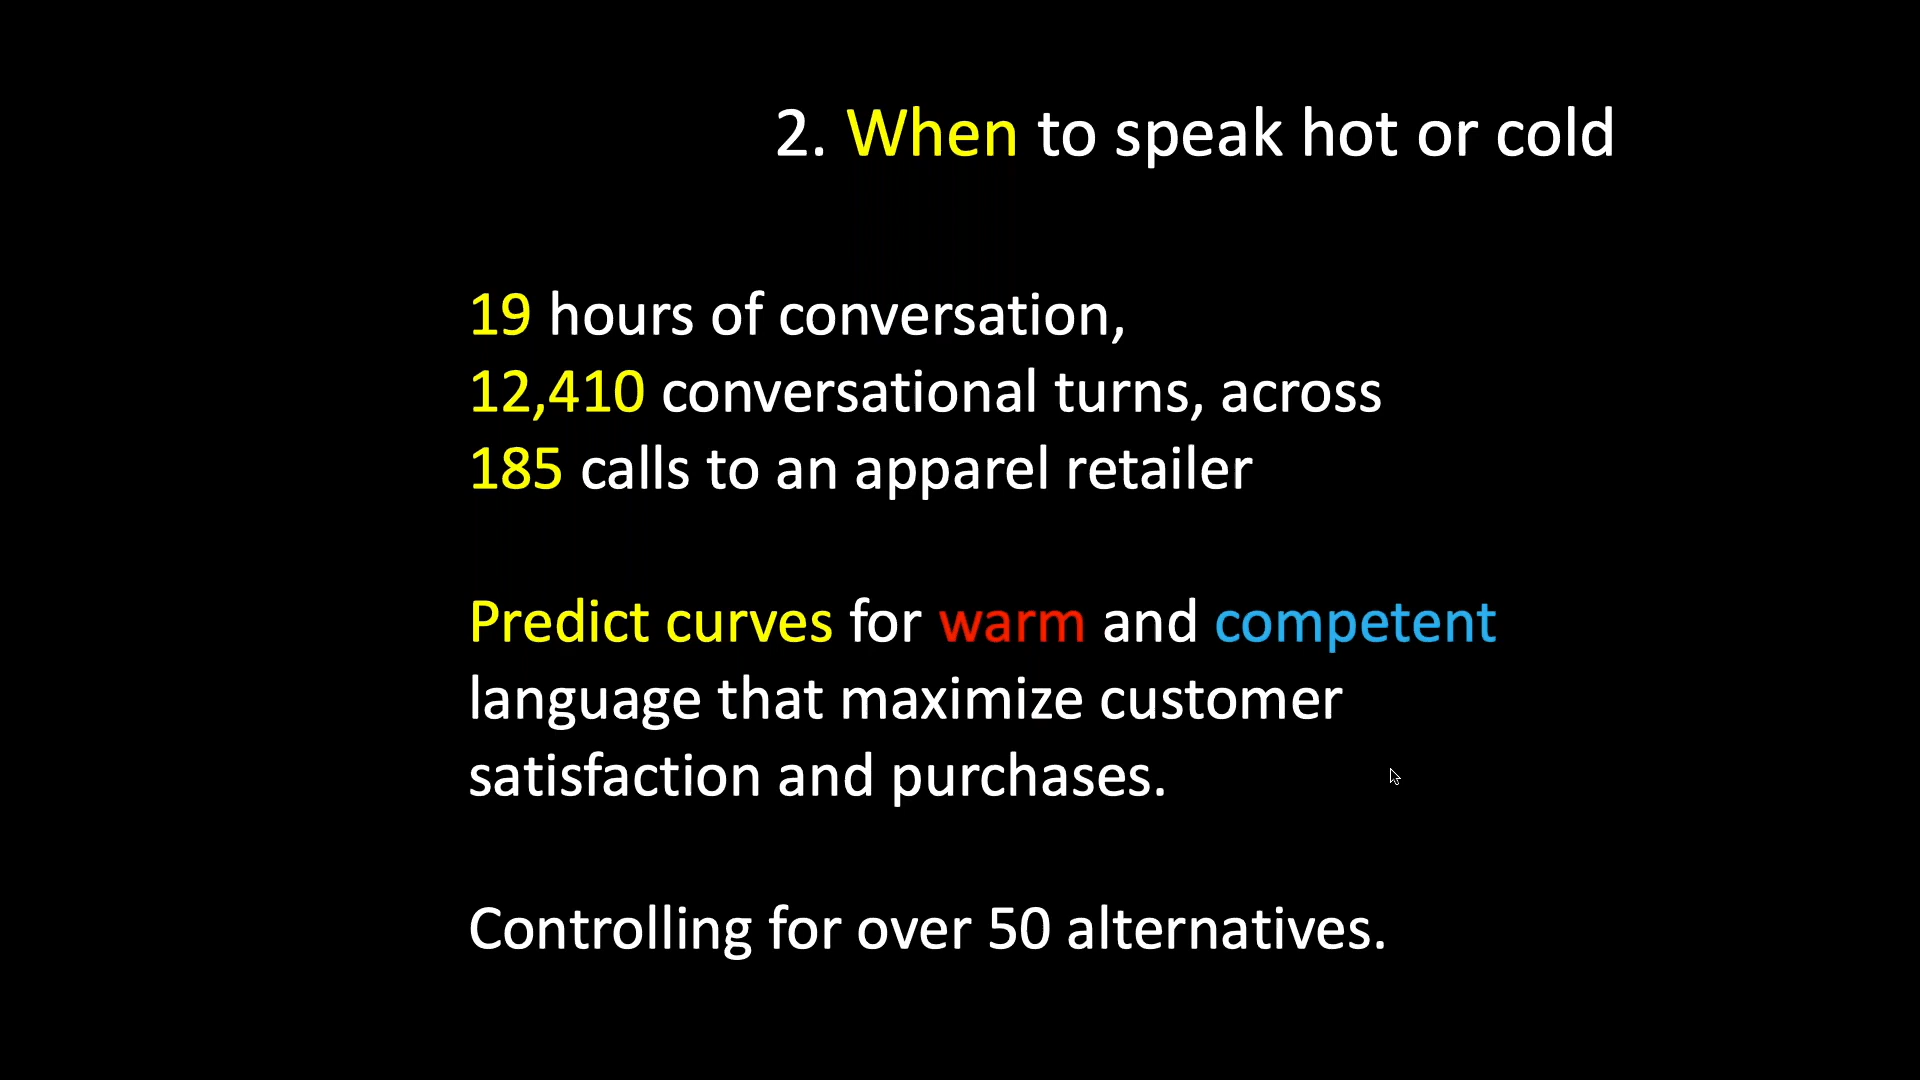 2. When to speak hot or cold
19 hours of conversation,
12,410 conversational turns, across
185 calls to an apparel retailer
Predict curves for warm and competent
language that maximize customer
satisfaction and purchases.
Controlling for over 50 alternatives.